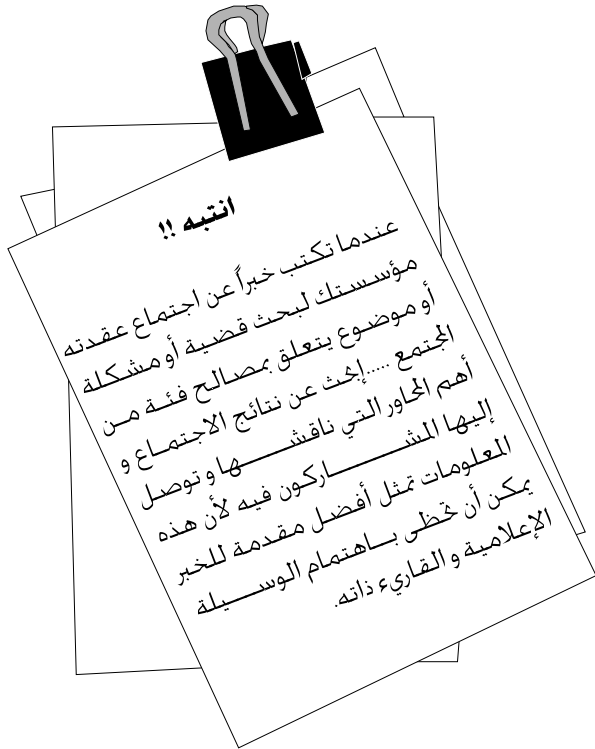 انتبه !!
عندما تكتب خبراً عن اجتماع عقدته
مؤسستك لبحث قضية أو مشكلة
أو موضوع يتعلق بمصالح فئة من
المجتمع .....إبحث عن نتائج الاجتماع و
أهم المحاور التي ناقشها و توصل
إليها المشاركون فيه لأن هذه
المعلومات تمثل أفضل مقدمة للخبر
يمكن أن تحظى باهتمام الوسيلة
الإعلامية و القاريء ذاته.